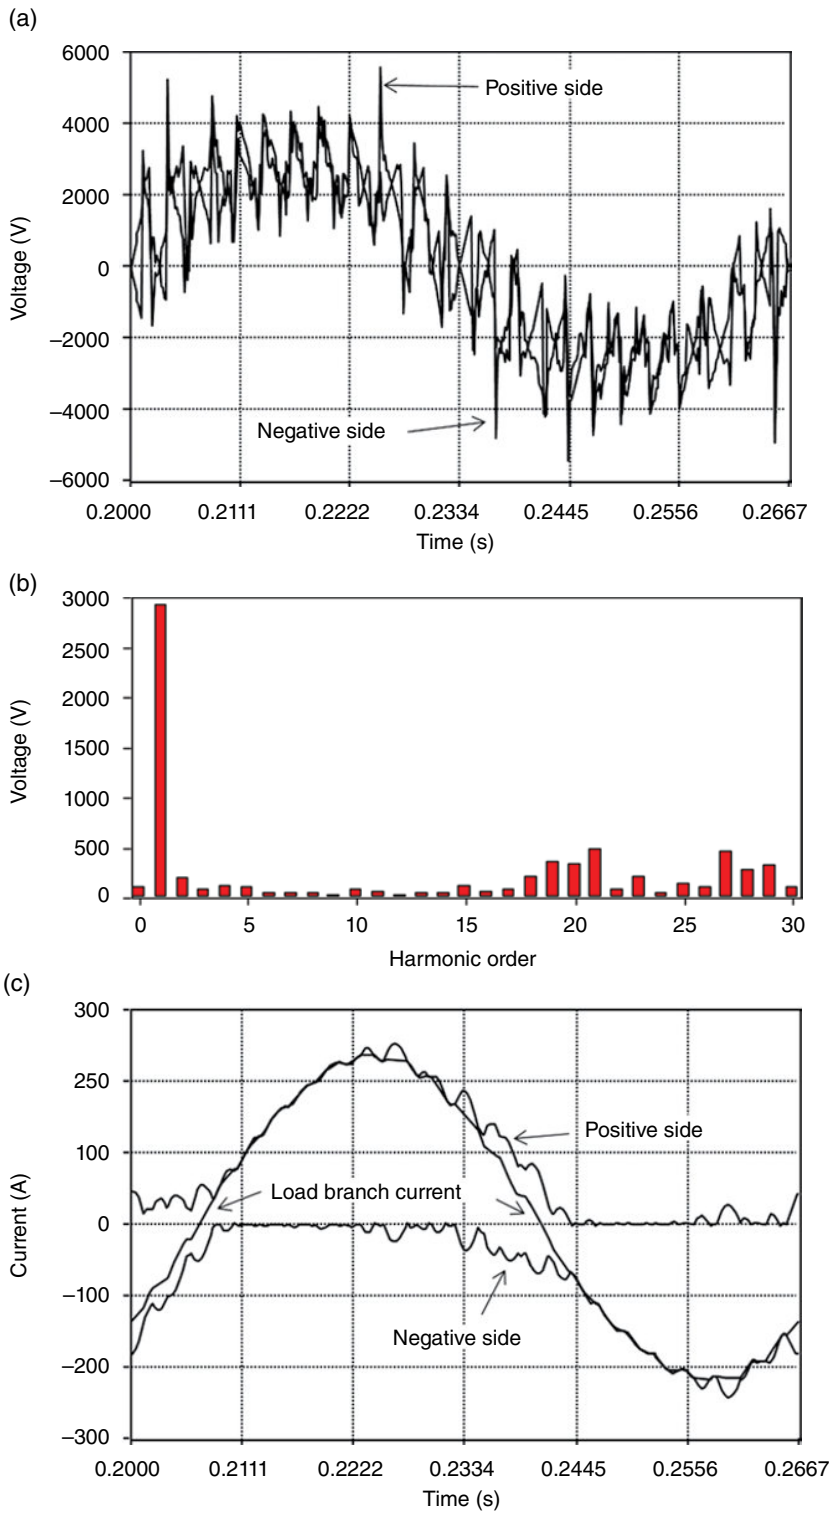 (a)
6000
4000
2000
0
−2000
−4000
−6000
Voltage (V)
Positive side
Negative side
0.2000 0.2111 0.2222 0.2334 0.2445 0.2556 0.2667
Time (s)
(b)
3000
2500
2000
1500
1000
500
0
Voltage (V)
0 5 10 15 20 25 30
Harmonic order
(c)
300
250
100
0
−100
−200
−300
Current (A)
Positive side
Load branch current
Negative side
0.2000 0.2111 0.2222 0.2334 0.2445 0.2556 0.2667
Time (s)